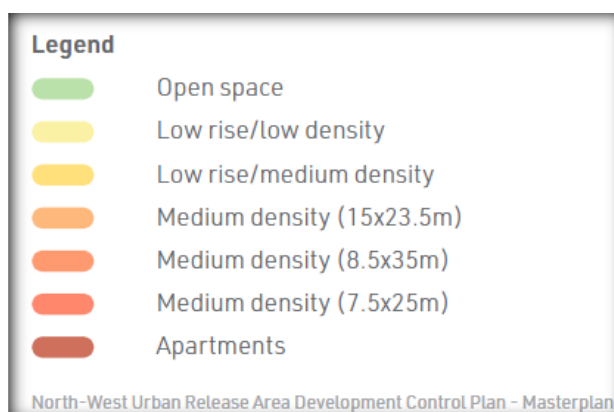 Legend
Open space
Low rise/low density
Low rise/medium density
Medium density (15x23.5m)
Medium density (8.5x35m)
Medium density (7.5x25m)
Apartments
North-West Urban Release Area Development Control Plan - Masterplan